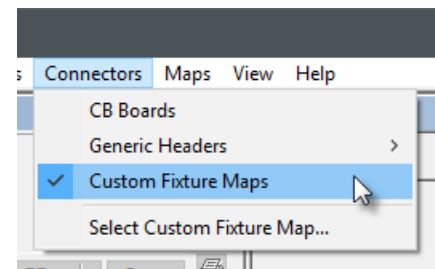 s Connectors Maps View Help
CB Boards
Generic Headers
Custom Fixture Maps
Select Custom Fixture Map...